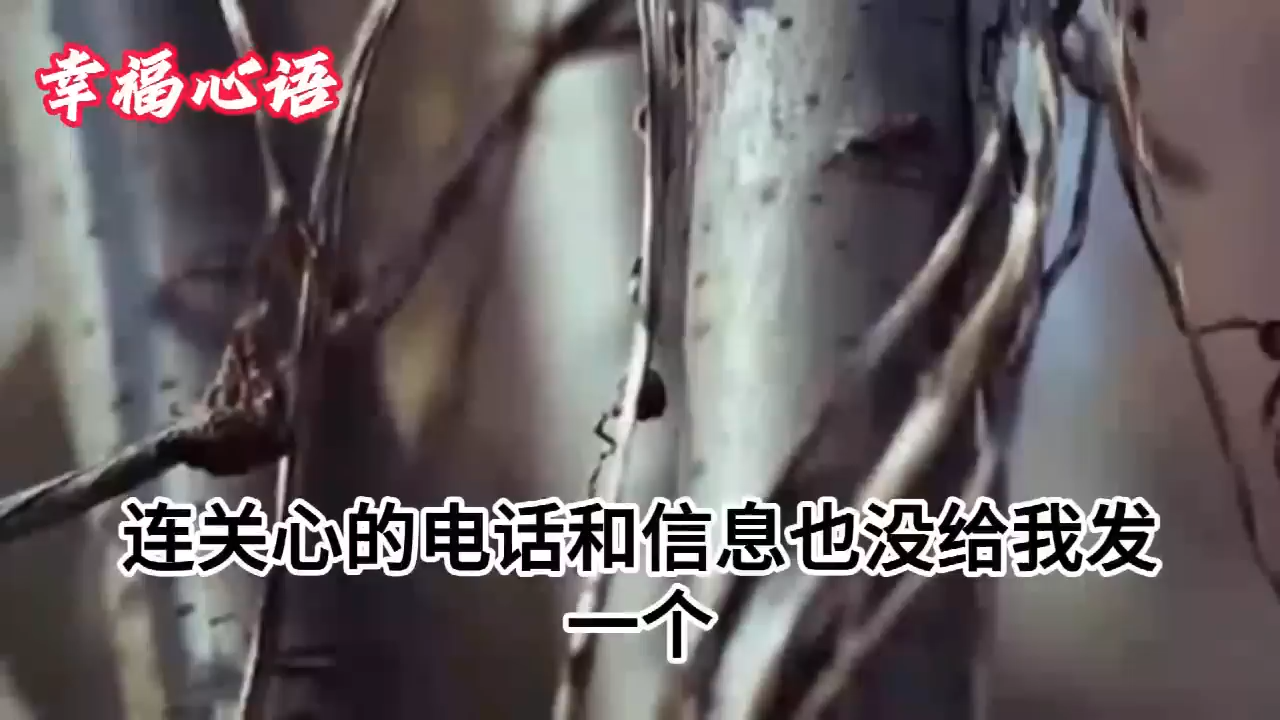 幸福心语
连关心的电话和信息也没给我发
一个